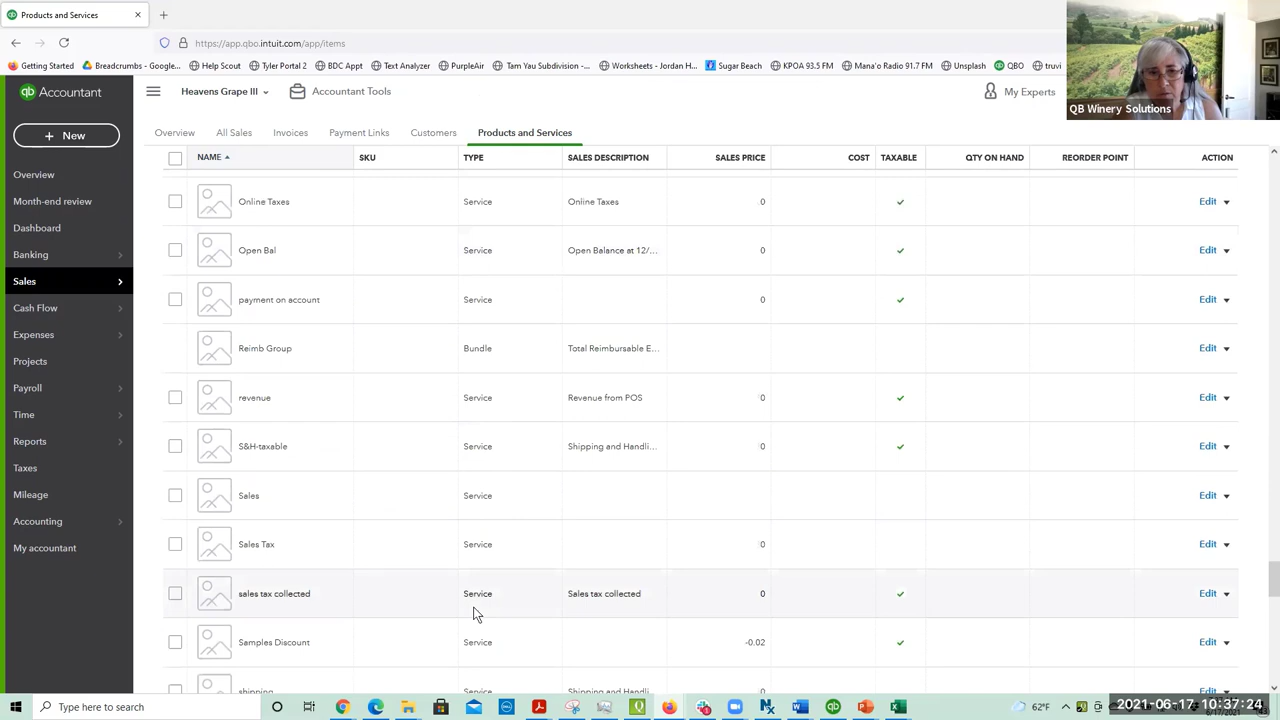 Products and Services
https://app.qbo.intuit.com/app/items
Getting Started Breadcrumbs - Google... Help Scout Tyler Portal 2 BDC Appt Text Analyzer PurpleAir Tam Yau Subdivision -... Worksheets - Jordan H... Sugar Beach KPOA 93.5 FM Mana'o Radio 91.7 FM Unsplash QBO truvi
QB Winery Solutions
qb Accountant
Heavens Grape III
Accountant Tools
My Experts
+ New
Overview All Sales Invoices Payment Links Customers Products and Services
Overview
Month-end review
Dashboard
Banking
Sales
Cash Flow
Expenses
Projects
Payroll
Time
Reports
Taxes
Mileage
Accounting
My accountant
NAME SKU TYPE SALES DESCRIPTION SALES PRICE COST TAXABLE QTY ON HAND REORDER POINT ACTION
Online Taxes Service Online Taxes 0 Edit
Open Bal Service Open Balance at 12/... 0 Edit
payment on account Service 0 Edit
Reimb Group Bundle Total Reimbursable E... Edit
revenue Service Revenue from POS 0 Edit
S&H-taxable Service Shipping and Handli... 0 Edit
Sales Service Edit
Sales Tax Service 0 Edit
sales tax collected Service Sales tax collected 0 Edit
Samples Discount Service -0.02 Edit
shipping Service Shipping and Handli... 0 Edit
Type here to search
62°F
2021-06-17 10:37:24